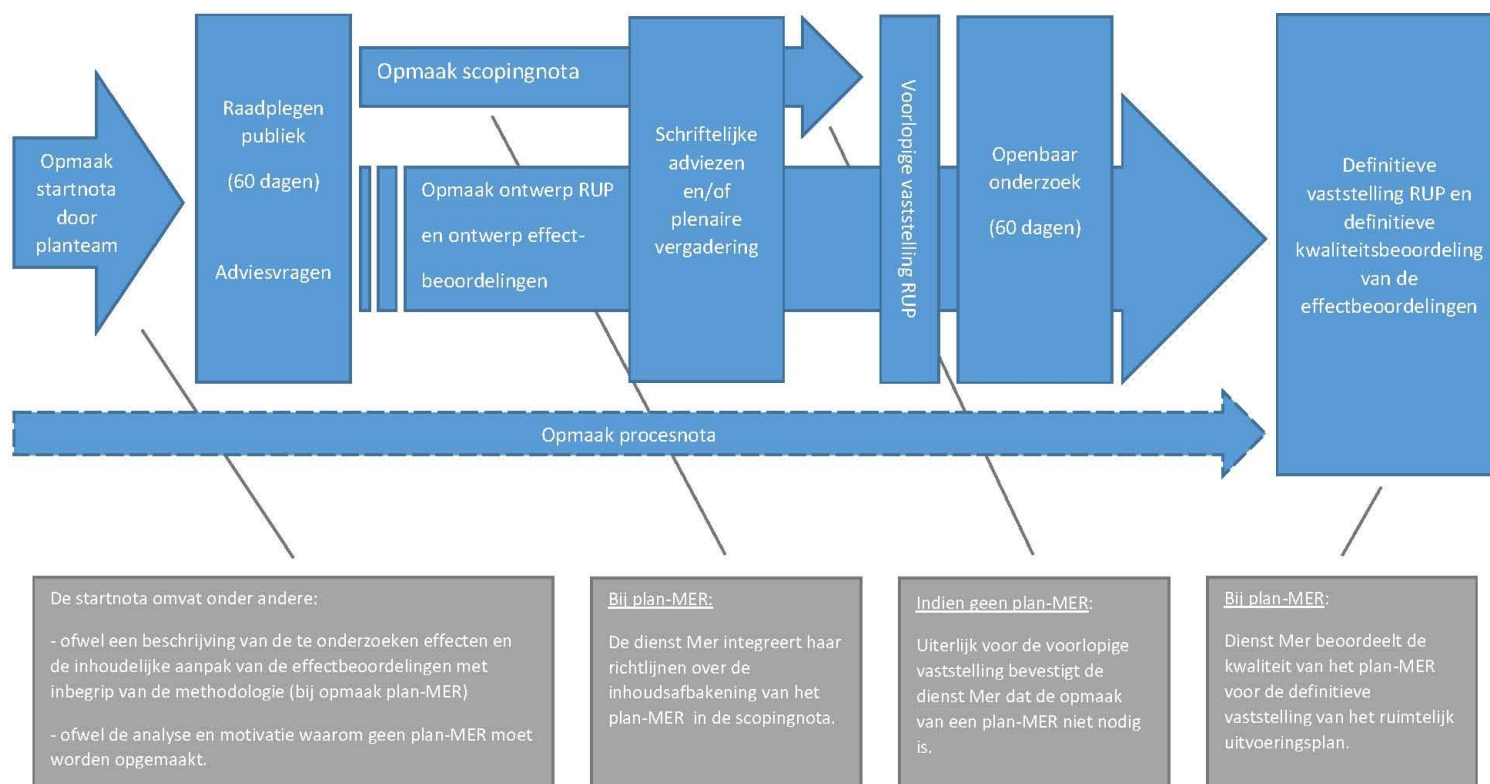 Opmaak
startnota
door
planteam
Raadplegen
publiek
(60 dagen)
Adviesvragen
Opmaak scopingnota
Opmaak ontwerp RUP
en ontwerp effect-
beoordelingen
Schriftelijke
adviezen
en/of
plenaire
vergadering
Voorlopige vaststelling RUP
Openbaar
onderzoek
(60 dagen)
Definitieve
vaststelling RUP en
definitieve
kwaliteitsbeoordeling
van de
effectbeoordelingen
Opmaak procesnota
De startnota omvat onder andere:
- ofwel een beschrijving van de te onderzoeken effecten en
de inhoudelijke aanpak van de effectbeoordelingen met
inbegrip van de methodologie (bij opmaak plan-MER)
- ofwel de analyse en motivatie waarom geen plan-MER moet
worden opgemaakt.
Bij plan-MER:
De dienst Mer integreert haar
richtlijnen over de
inhoudsafbakening van het
plan-MER in de scopingnota.
Indien geen plan-MER:
Uiterlijk voor de voorlopige
vaststelling bevestigt de
dienst Mer dat de opmaak
van een plan-MER niet nodig
is.
Bij plan-MER:
Dienst Mer beoordeelt de
kwaliteit van het plan-MER
voor de definitieve
vaststelling van het ruimtelijk
uitvoeringsplan.